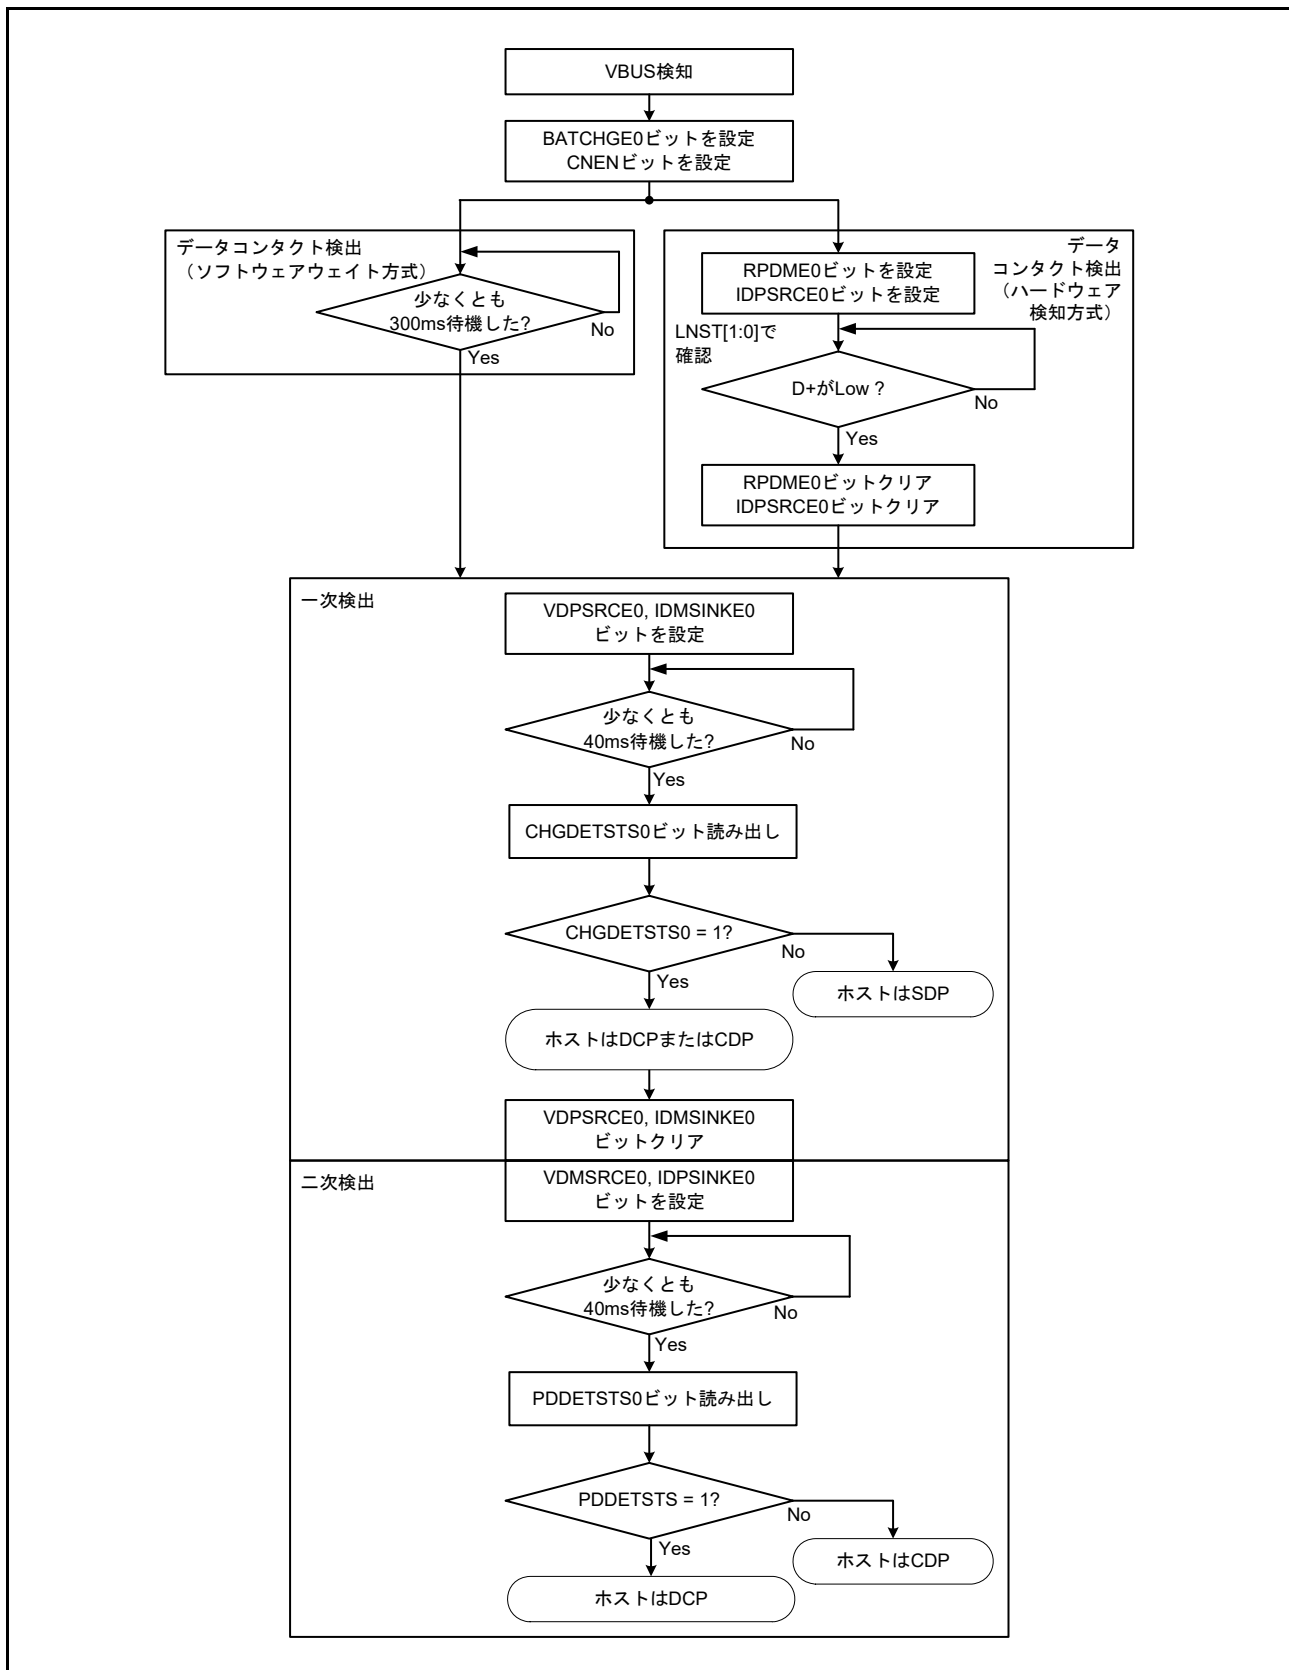 VBUS検知
BATCHGE0ビットを設定
CNENビットを設定
データコンタクト検出
（ソフトウェアウェイト方式）
少なくとも
300ms待機した?
No
Yes
データ
コンタクト検出
（ハードウェア
検知方式）
RPDME0ビットを設定
IDPSRCE0ビットを設定
LNST[1:0]で
確認
D+がLow ?
No
Yes
RPDME0ビットクリア
IDPSRCE0ビットクリア
一次検出
VDPSRCE0, IDMSINKE0
ビットを設定
少なくとも
40ms待機した?
No
Yes
CHGDETSTS0ビット読み出し
CHGDETSTS0 = 1?
No
Yes
ホストはSDP
ホストはDCPまたはCDP
VDPSRCE0, IDMSINKE0
ビットクリア
二次検出
VDMSRCE0, IDPSINKE0
ビットを設定
少なくとも
40ms待機した?
No
Yes
PDDETSTS0ビット読み出し
PDDETSTS = 1?
No
Yes
ホストはCDP
ホストはDCP